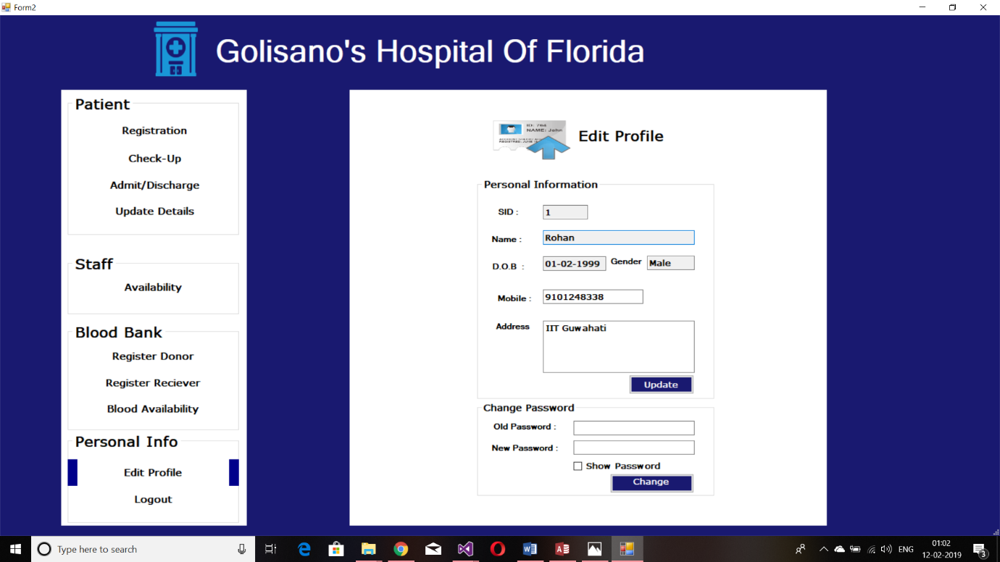 Form2
Golisano's Hospital Of Florida
Patient
Registration
Check-Up
Admit/Discharge
Update Details
Staff
Availability
Blood Bank
Register Donor
Register Reciever
Blood Availability
Personal Info
Edit Profile
Logout
ID: 764
NAME: John
Edit Profile
Personal Information
SID : 1
Name : Rohan
D.O.B : 01-02-1999 Gender Male
Mobile : 9101248338
Address IIT Guwahati
Update
Change Password
Old Password :
New Password :
Show Password
Change
Type here to search
ENG
01:02
12-02-2019
3